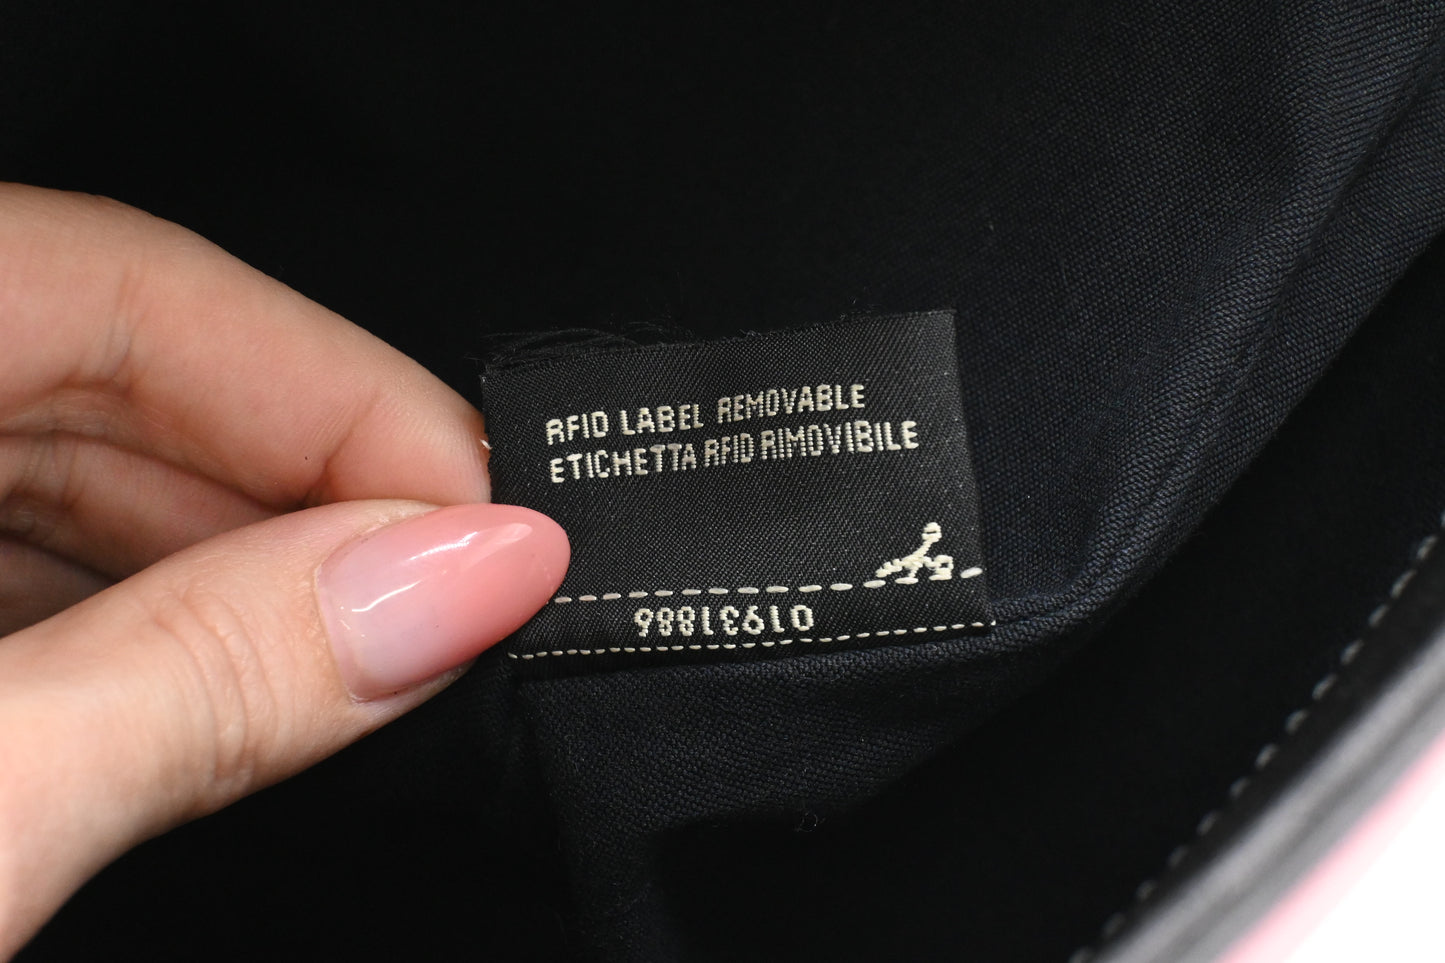 RFID LABEL REMOVABLE
ETICHETTA RFID RIMOVIBILE
01931886